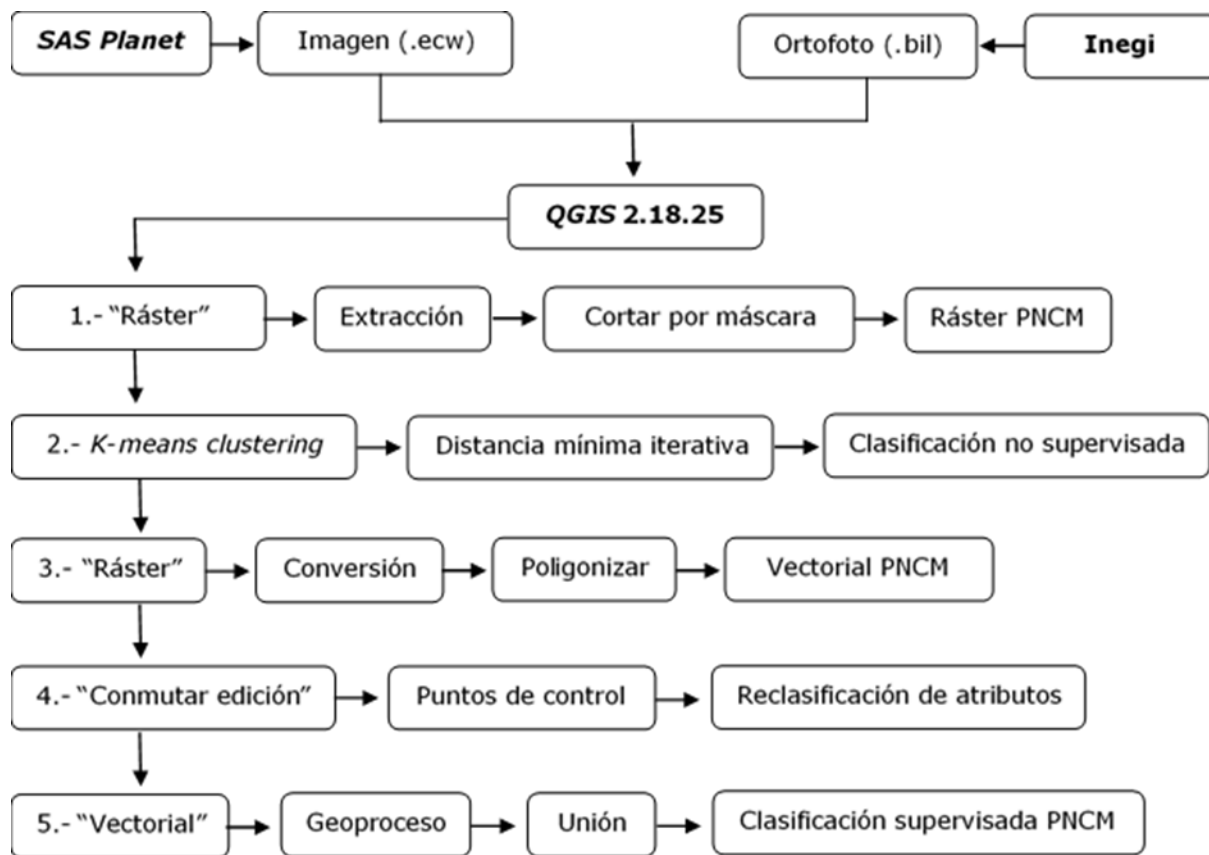 SAS Planet
Imagen (.ecw)
Ortofoto (.bil)
Inegi
QGIS 2.18.25
1.- “Ráster”
Extracción
Cortar por máscara
Ráster PNCM
2.- K-means clustering
Distancia mínima iterativa
Clasificación no supervisada
3.- “Ráster”
Conversión
Poligonizar
Vectorial PNCM
4.- “Conmutar edición”
Puntos de control
Reclasificación de atributos
5.- “Vectorial”
Geoproceso
Unión
Clasificación supervisada PNCM